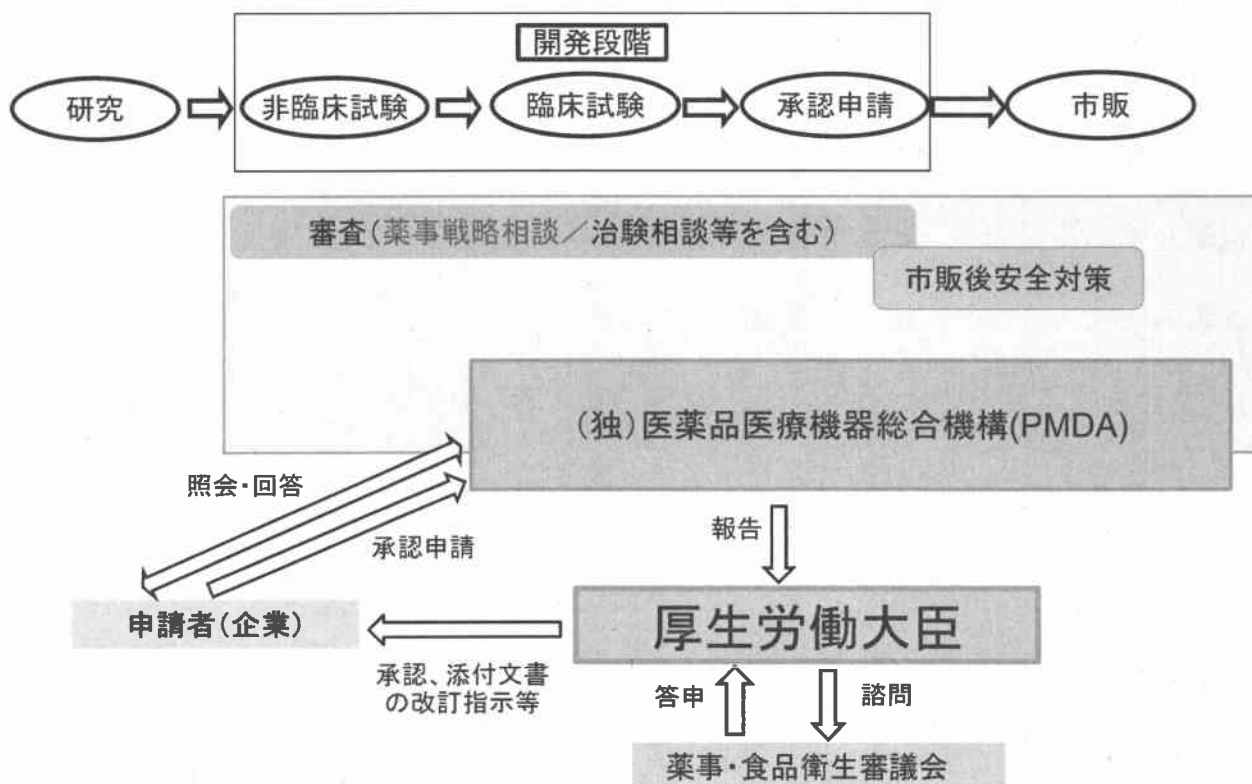 開発段階
研究
非臨床試験
臨床試験
承認申請
市販
審査(薬事戦略相談／治験相談等を含む)
市販後安全対策
(独)医薬品医療機器総合機構(PMDA)
照会・回答
承認申請
報告
申請者(企業)
厚生労働大臣
承認、添付文書
の改訂指示等
答申
諮問
薬事・食品衛生審議会